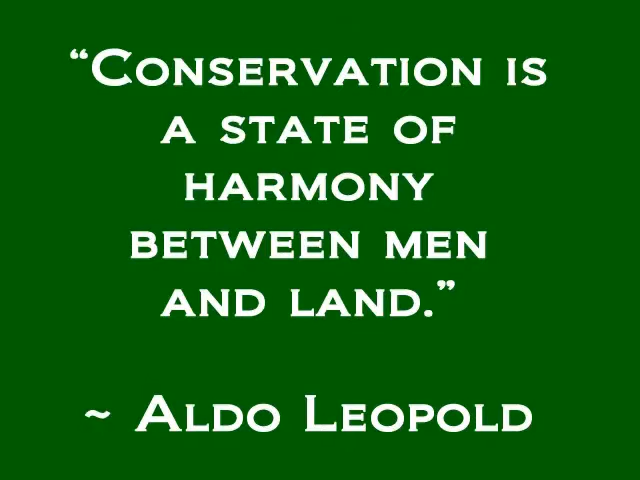 “Conservation is
a state of
harmony
between men
and land.”
~ Aldo Leopold